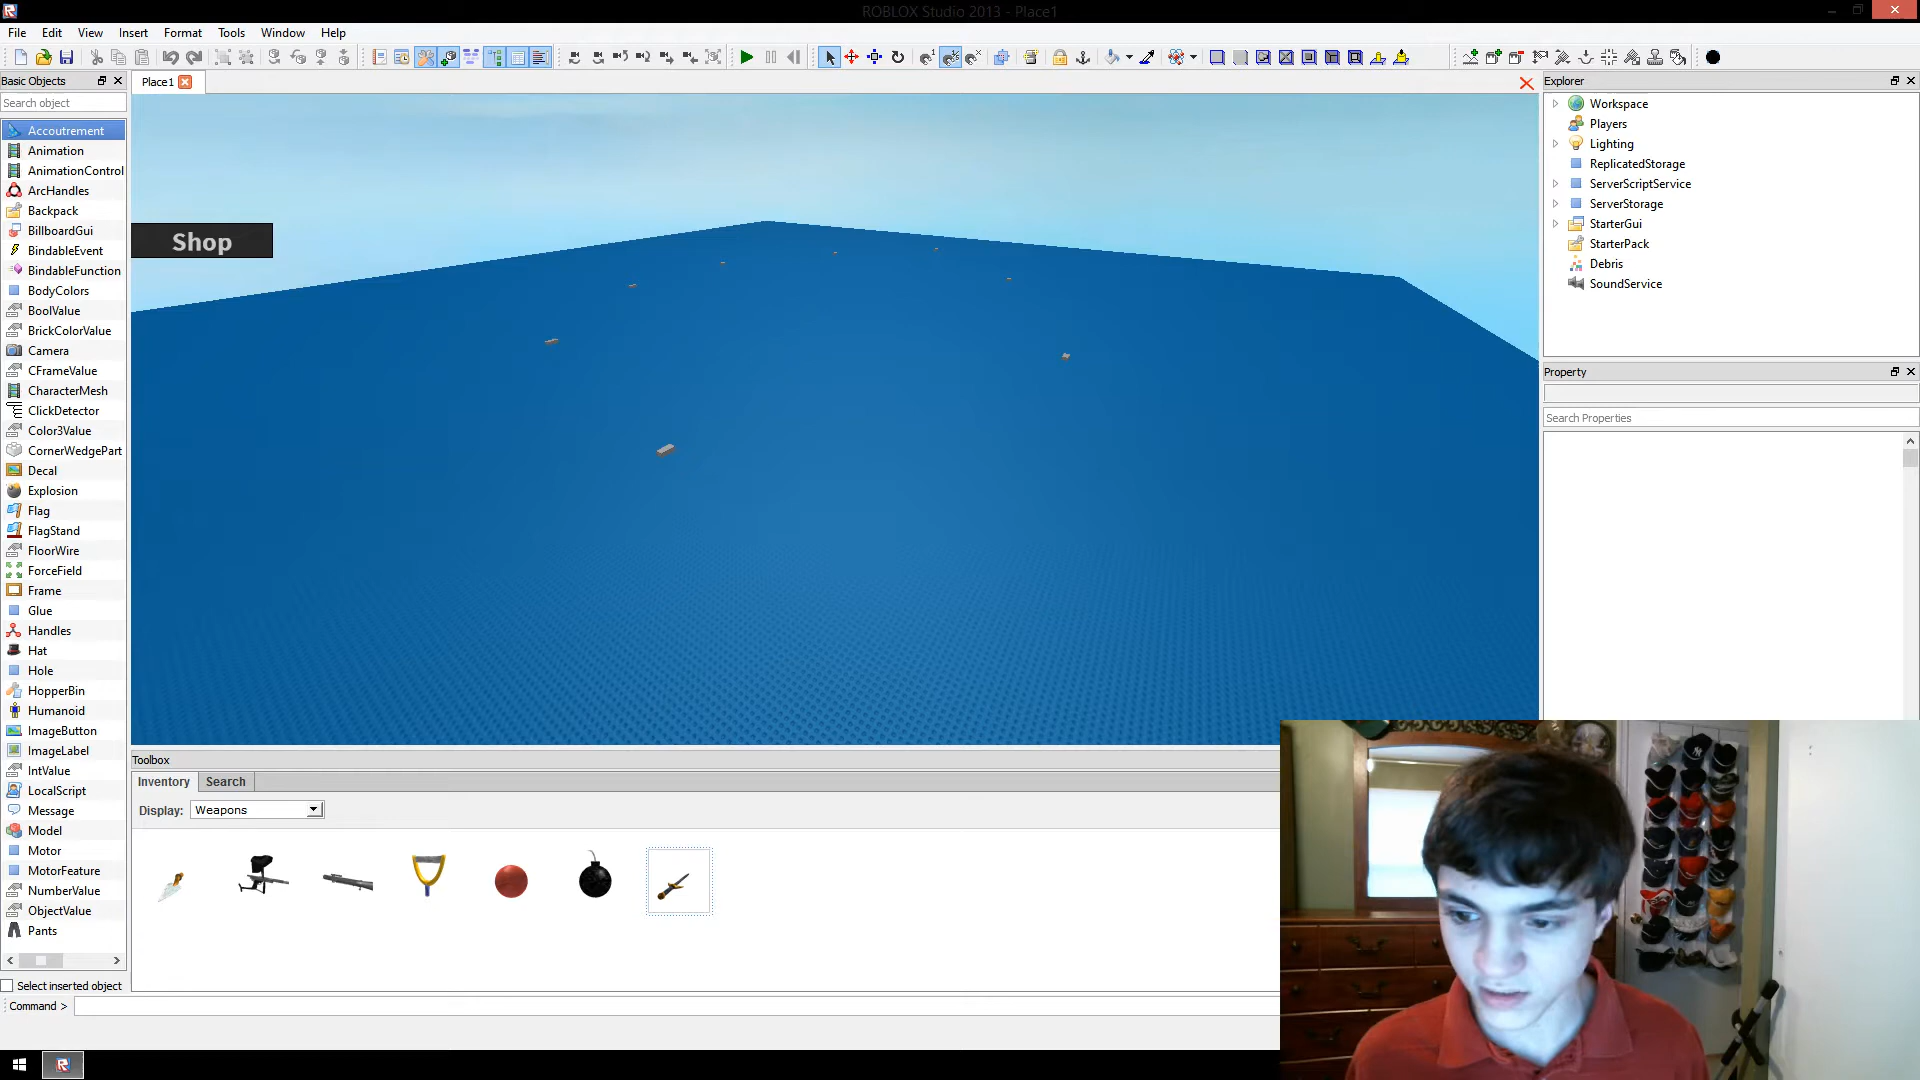 ROBLOX Studio 2013 - Place1
File Edit View Insert Format Tools Window Help
Basic Objects
Place1
Explorer
Search object
Accoutrement
Animation
AnimationControl
ArcHandles
Backpack
BillboardGui
BindableEvent
BindableFunction
BodyColors
BoolValue
BrickColorValue
Camera
CFrameValue
CharacterMesh
ClickDetector
Color3Value
CornerWedgePart
Decal
Explosion
Flag
FlagStand
FloorWire
ForceField
Frame
Glue
Handles
Hat
Hole
HopperBin
Humanoid
ImageButton
ImageLabel
IntValue
LocalScript
Message
Model
Motor
MotorFeature
NumberValue
ObjectValue
Pants
Select inserted object
Command >
Shop
Toolbox
Inventory Search
Display: Weapons
Workspace
Players
Lighting
ReplicatedStorage
ServerScriptService
ServerStorage
StarterGui
StarterPack
Debris
SoundService
Property
Search Properties